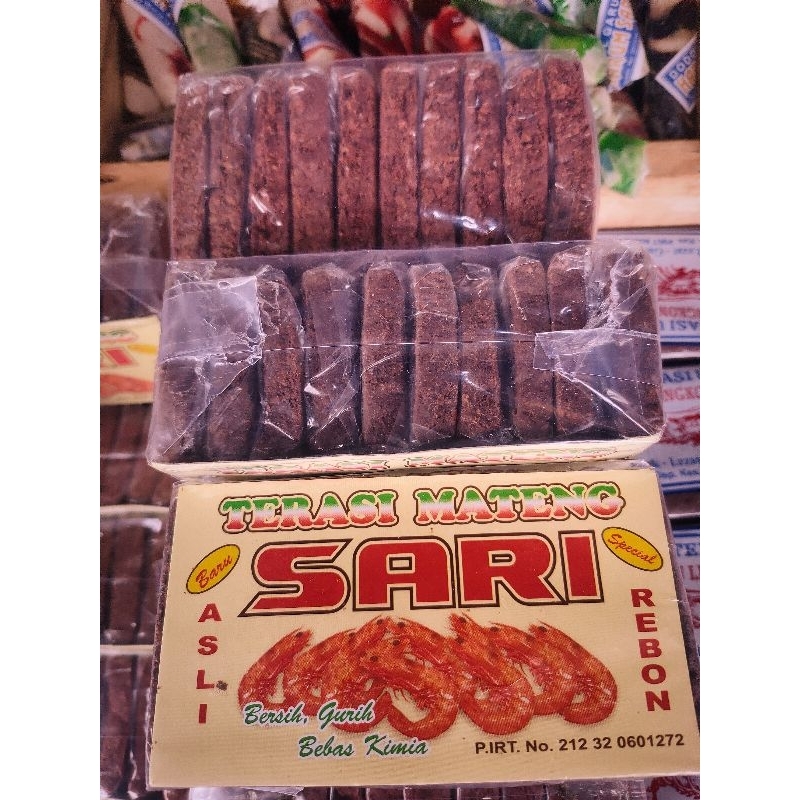 TERASI MATENG
SARI
Baru
Special
ASLI
REBON
Bersih, Gurih
Bebas Kimia
P.IRT. No. 212 32 0601272